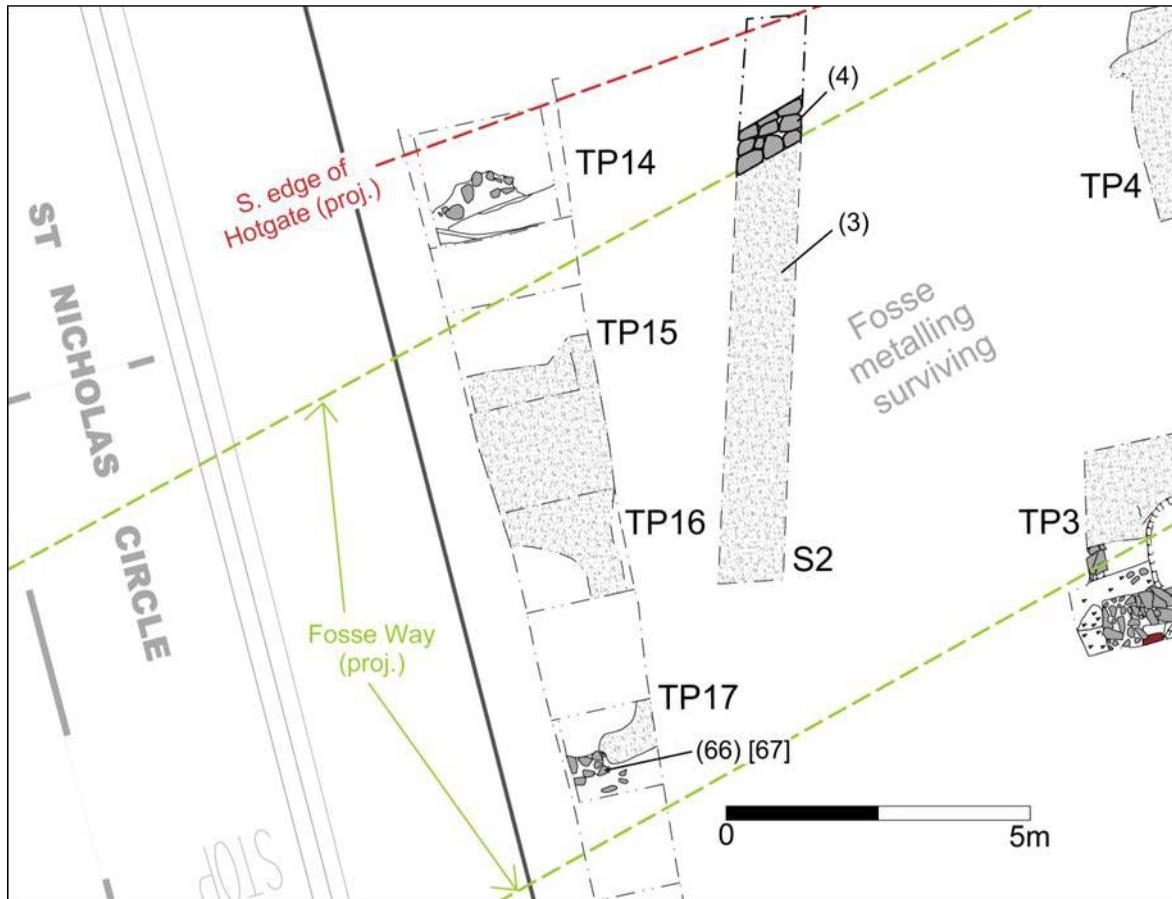 (4)
TP14
TP4
S. edge of
Hotgate (proj.)
(3)
ST NICHOLAS CIRCLE
Fosse
metalling
surviving
TP15
TP16
TP3
S2
Fosse Way
(proj.)
TP17
(66) [67]
0
5m
STOP